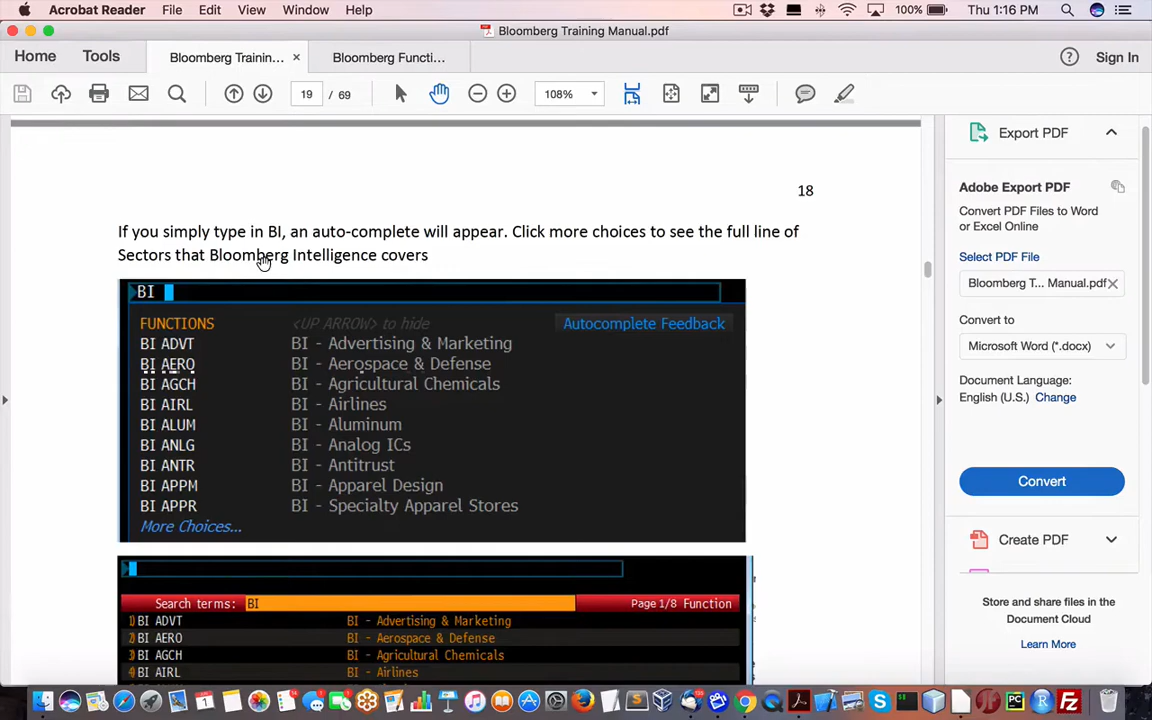 Acrobat Reader File Edit View Window Help 100% Thu 1:16 PM
Bloomberg Training Manual.pdf
Home Tools Bloomberg Trainin... × Bloomberg Functi... Sign In
19 / 69 108%
Export PDF
18
Adobe Export PDF
Convert PDF Files to Word
or Excel Online
If you simply type in BI, an auto-complete will appear. Click more choices to see the full line of
Sectors that Bloomberg Intelligence covers
Select PDF File
Bloomberg T... Manual.pdf
BI
Convert to
FUNCTIONS <UP ARROW> to hide Autocomplete Feedback
BI ADVT BI - Advertising & Marketing
Microsoft Word (*.docx)
BI AERO BI - Aerospace & Defense
BI AGCH BI - Agricultural Chemicals
Document Language:
English (U.S.) Change
BI AIRL BI - Airlines
BI ALUM BI - Aluminum
BI ANLG BI - Analog ICs
BI ANTR BI - Antitrust
BI APPM BI - Apparel Design
Convert
BI APPR BI - Specialty Apparel Stores
More Choices...
Create PDF
Search terms: BI Page 1/8 Function
1) BI ADVT BI - Advertising & Marketing
2) BI AERO BI - Aerospace & Defense
3) BI AGCH BI - Agricultural Chemicals
4) BI AIRL BI - Airlines
Store and share files in the
Document Cloud
Learn More